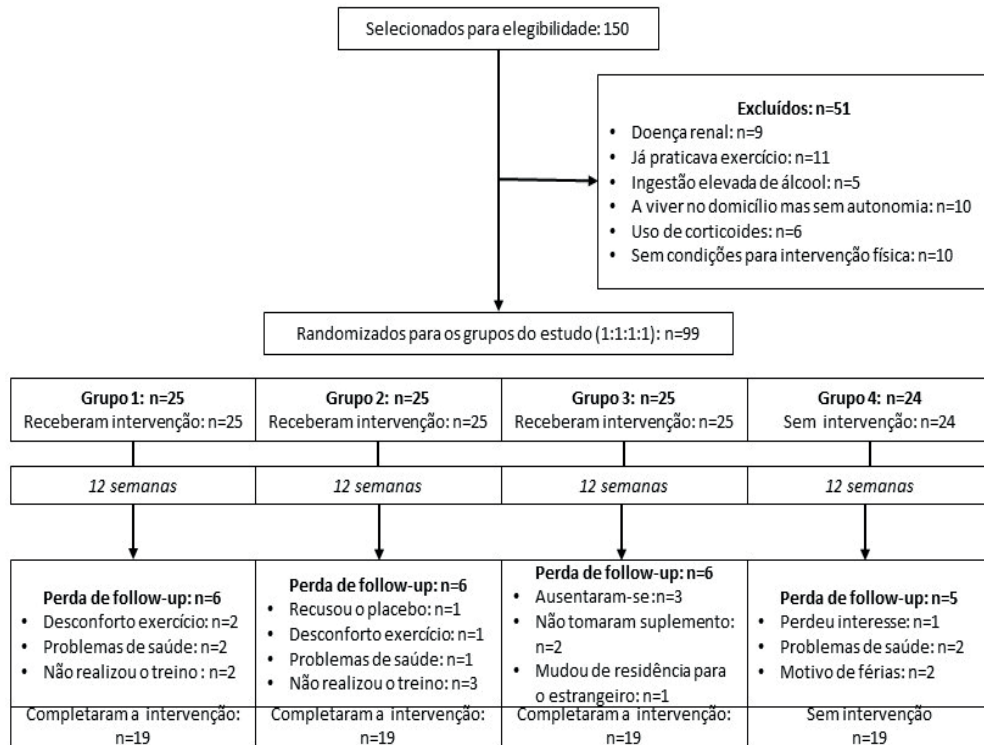 Selecionados para elegibilidade: 150
Excluídos: n=51
• Doença renal: n=9
• Já praticava exercício: n=11
• Ingestão elevada de álcool: n=5
• A viver no domicílio mas sem autonomia: n=10
• Uso de corticoides: n=6
• Sem condições para intervenção física: n=10
Randomizados para os grupos do estudo (1:1:1:1): n=99
Grupo 1: n=25
Receberam intervenção: n=25
Grupo 2: n=25
Receberam intervenção: n=25
Grupo 3: n=25
Receberam intervenção: n=25
Grupo 4: n=24
Sem intervenção: n=24
12 semanas
12 semanas
12 semanas
12 semanas
Perda de follow-up: n=6
• Desconforto exercício: n=2
• Problemas de saúde: n=2
• Não realizou o treino : n=2
Perda de follow-up: n=6
• Recusou o placebo: n=1
• Desconforto exercício: n=1
• Problemas de saúde: n=1
• Não realizou o treino: n=3
Perda de follow-up: n=6
• Ausentaram-se: n=3
• Não tomaram suplemento:
n=2
• Mudou de residência para
o estrangeiro: n=1
Perda de follow-up: n=5
• Perdeu interesse: n=1
• Problemas de saúde: n=2
• Motivo de férias: n=2
Completaram a intervenção:
n=19
Completaram a intervenção:
n=19
Completaram a intervenção:
n=19
Sem intervenção
n=19